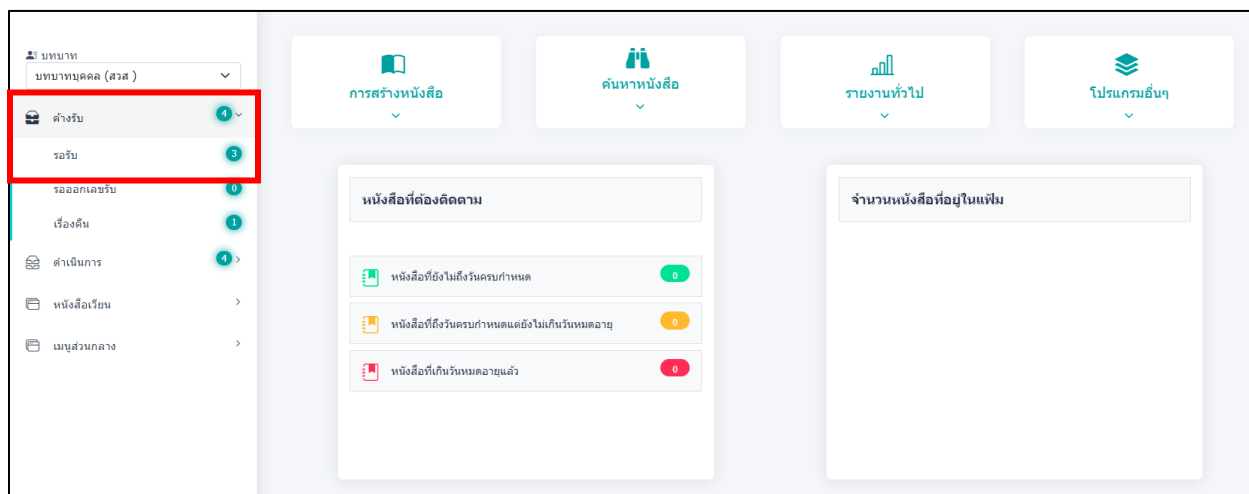 บทบาท
บทบาทบุคคล (สวส )
ค้างรับ 4
รอรับ 3
รอออกเลขรับ 0
เรื่องคืน 1
ดำเนินการ 4
หนังสือเวียน
เมนูส่วนกลาง
การสร้างหนังสือ
ค้นหาหนังสือ
รายงานทั่วไป
โปรแกรมอื่นๆ
หนังสือที่ต้องติดตาม
หนังสือที่ยังไม่ถึงวันครบกำหนด 0
หนังสือที่ถึงวันครบกำหนดแต่ยังไม่เกินวันหมดอายุ 0
หนังสือที่เกินวันหมดอายุแล้ว 0
จำนวนหนังสือที่อยู่ในแฟ้ม